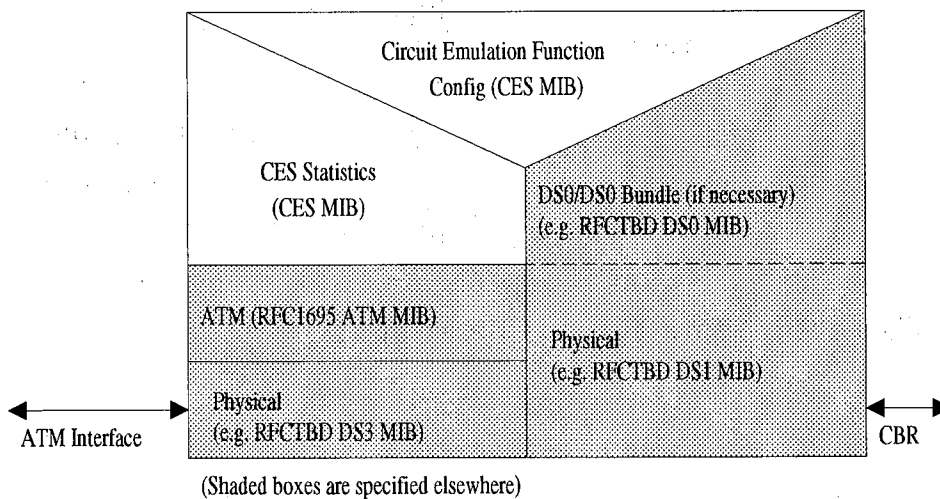 Circuit Emulation Function
Config (CES MIB)
CES Statistics
(CES MIB)
DS0/DS0 Bundle (if necessary)
(e.g. RFCTBD DS0 MIB)
ATM (RFC1695 ATM MIB)
Physical
(e.g. RFCTBD DS1 MIB)
Physical
(e.g. RFCTBD DS3 MIB)
ATM Interface
CBR
(Shaded boxes are specified elsewhere)